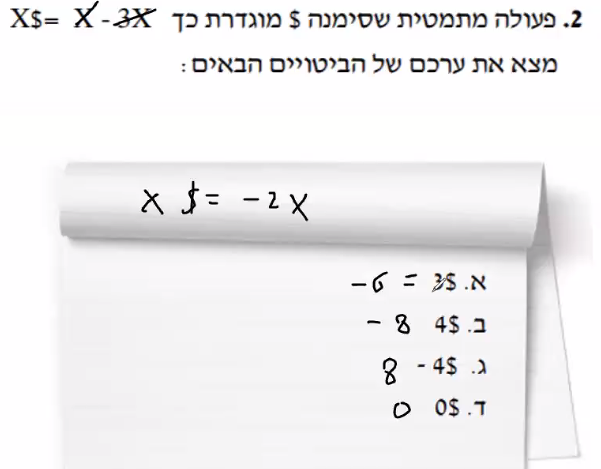 2. פעולה מתמטית שסימנה $ מוגדרת כך X$= X - 3X
מצא את ערכם של הביטויים הבאים:
X $ = -2X
א. 3$ = -6
ב. 4$ -8
ג. -4$ 8
ד. 0$ 0